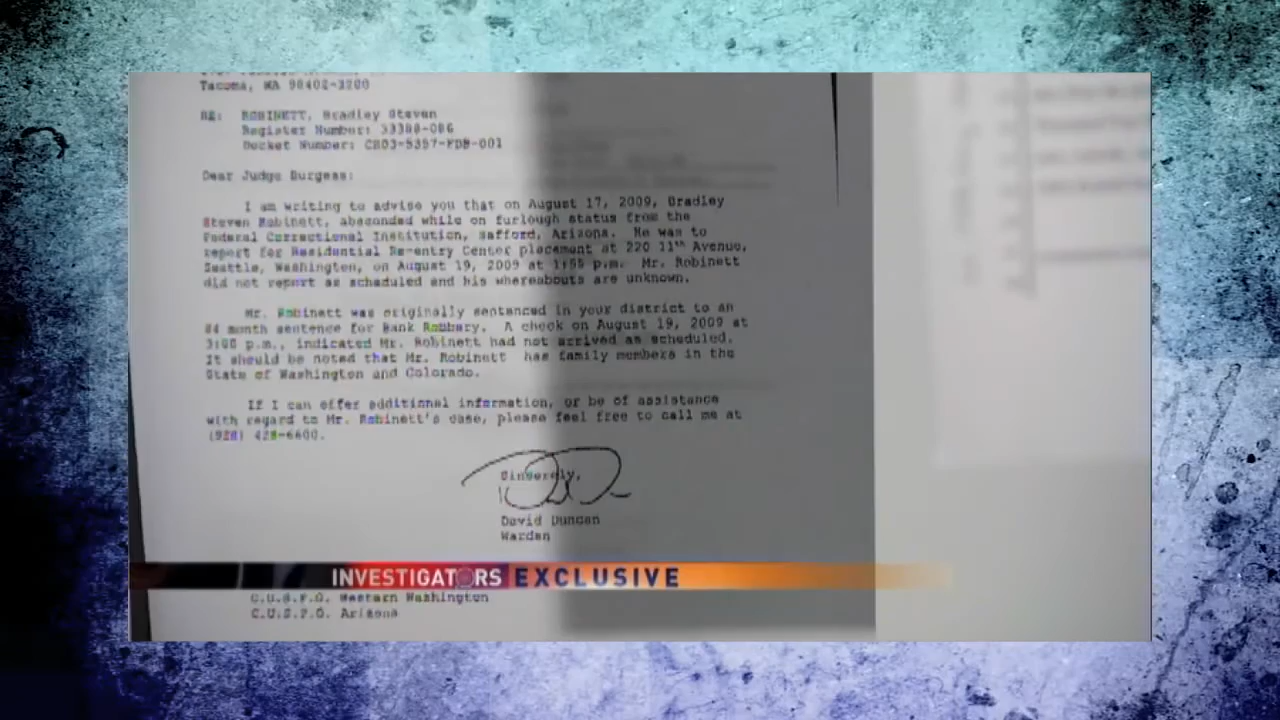 Tacoma, WA 98402-3200
RE: ROBINETT, Bradley Steven
Register Number: 33388-086
Docket Number: CR03-5397-FDB-001
Dear Judge Burgess:
I am writing to advise you that on August 17, 2009, Bradley
Steven Robinett, absconded while on furlough status from the
Federal Correctional Institution, Safford, Arizona. He was to
report for Residential Re-entry Center placement at 220 11th Avenue,
Seattle, Washington, on August 19, 2009 at 1:55 p.m. Mr. Robinett
did not report as scheduled and his whereabouts are unknown.
Mr. Robinett was originally sentenced in your district to an
84 month sentence for Bank Robbery. A check on August 19, 2009 at
3:00 p.m., indicated Mr. Robinett had not arrived as scheduled.
It should be noted that Mr. Robinett has family members in the
State of Washington and Colorado.
If I can offer additional information, or be of assistance
with regard to Mr. Robinett's case, please feel free to call me at
(928) 428-6600.
Sincerely,
David Duncan
Warden
INVESTIGATORS EXCLUSIVE
C.U.S.P.O. Western Washington
C.U.S.P.O. Arizona